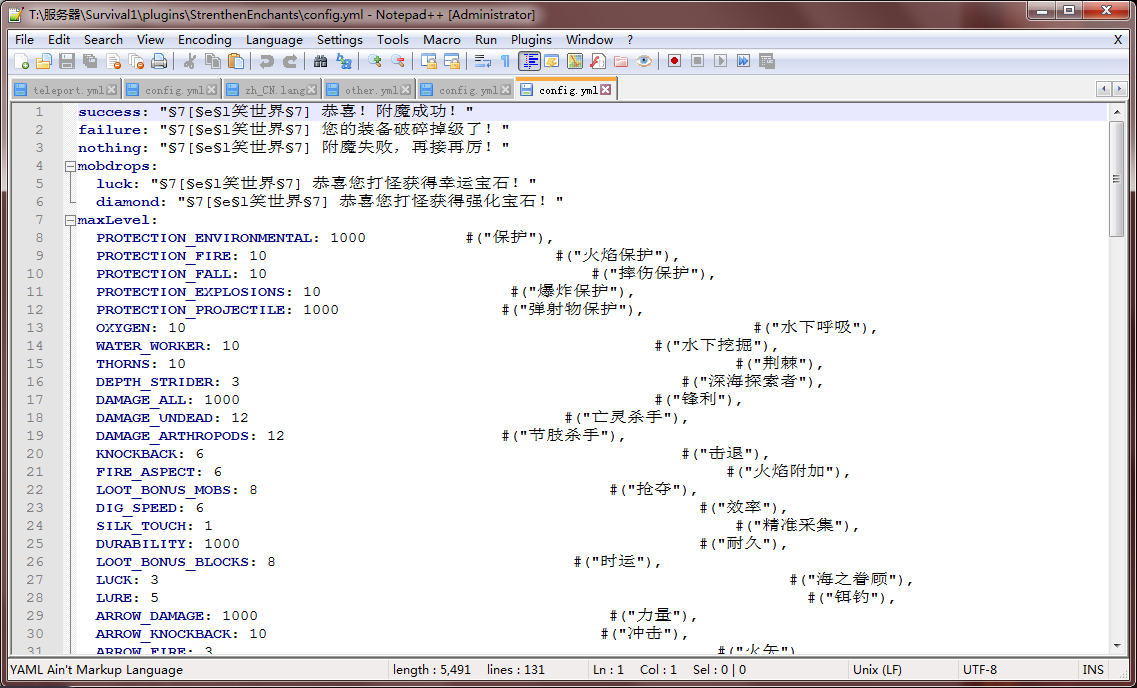 T:\服务器\Survival1\plugins\StrenthenEnchants\config.yml - Notepad++ [Administrator]
File Edit Search View Encoding Language Settings Tools Macro Run Plugins Window ? X
teleport.yml config.yml zh_CN.lang other.yml config.yml config.yml
1 success: "§7[§e§l笑世界§7] 恭喜！附魔成功！"
2 failure: "§7[§e§l笑世界§7] 您的装备破碎掉级了！"
3 nothing: "§7[§e§l笑世界§7] 附魔失败，再接再厉！"
4 mobdrops:
5 luck: "§7[§e§l笑世界§7] 恭喜您打怪获得幸运宝石！"
6 diamond: "§7[§e§l笑世界§7] 恭喜您打怪获得强化宝石！"
7 maxLevel:
8 PROTECTION_ENVIRONMENTAL: 1000 #("保护"),
9 PROTECTION_FIRE: 10 #("火焰保护"),
10 PROTECTION_FALL: 10 #("摔伤保护"),
11 PROTECTION_EXPLOSIONS: 10 #("爆炸保护"),
12 PROTECTION_PROJECTILE: 1000 #("弹射物保护"),
13 OXYGEN: 10 #("水下呼吸"),
14 WATER_WORKER: 10 #("水下挖掘"),
15 THORNS: 10 #("荆棘"),
16 DEPTH_STRIDER: 3 #("深海探索者"),
17 DAMAGE_ALL: 1000 #("锋利"),
18 DAMAGE_UNDEAD: 12 #("亡灵杀手"),
19 DAMAGE_ARTHROPODS: 12 #("节肢杀手"),
20 KNOCKBACK: 6 #("击退"),
21 FIRE_ASPECT: 6 #("火焰附加"),
22 LOOT_BONUS_MOBS: 8 #("抢夺"),
23 DIG_SPEED: 6 #("效率"),
24 SILK_TOUCH: 1 #("精准采集"),
25 DURABILITY: 1000 #("耐久"),
26 LOOT_BONUS_BLOCKS: 8 #("时运"),
27 LUCK: 3 #("海之眷顾"),
28 LURE: 5 #("饵钓"),
29 ARROW_DAMAGE: 1000 #("力量"),
30 ARROW_KNOCKBACK: 10 #("冲击"),
31 ARROW_FIRE: 3 #("火矢")
YAML Ain't Markup Language length : 5,491 lines : 131 Ln : 1 Col : 1 Sel : 0 | 0 Unix (LF) UTF-8 INS